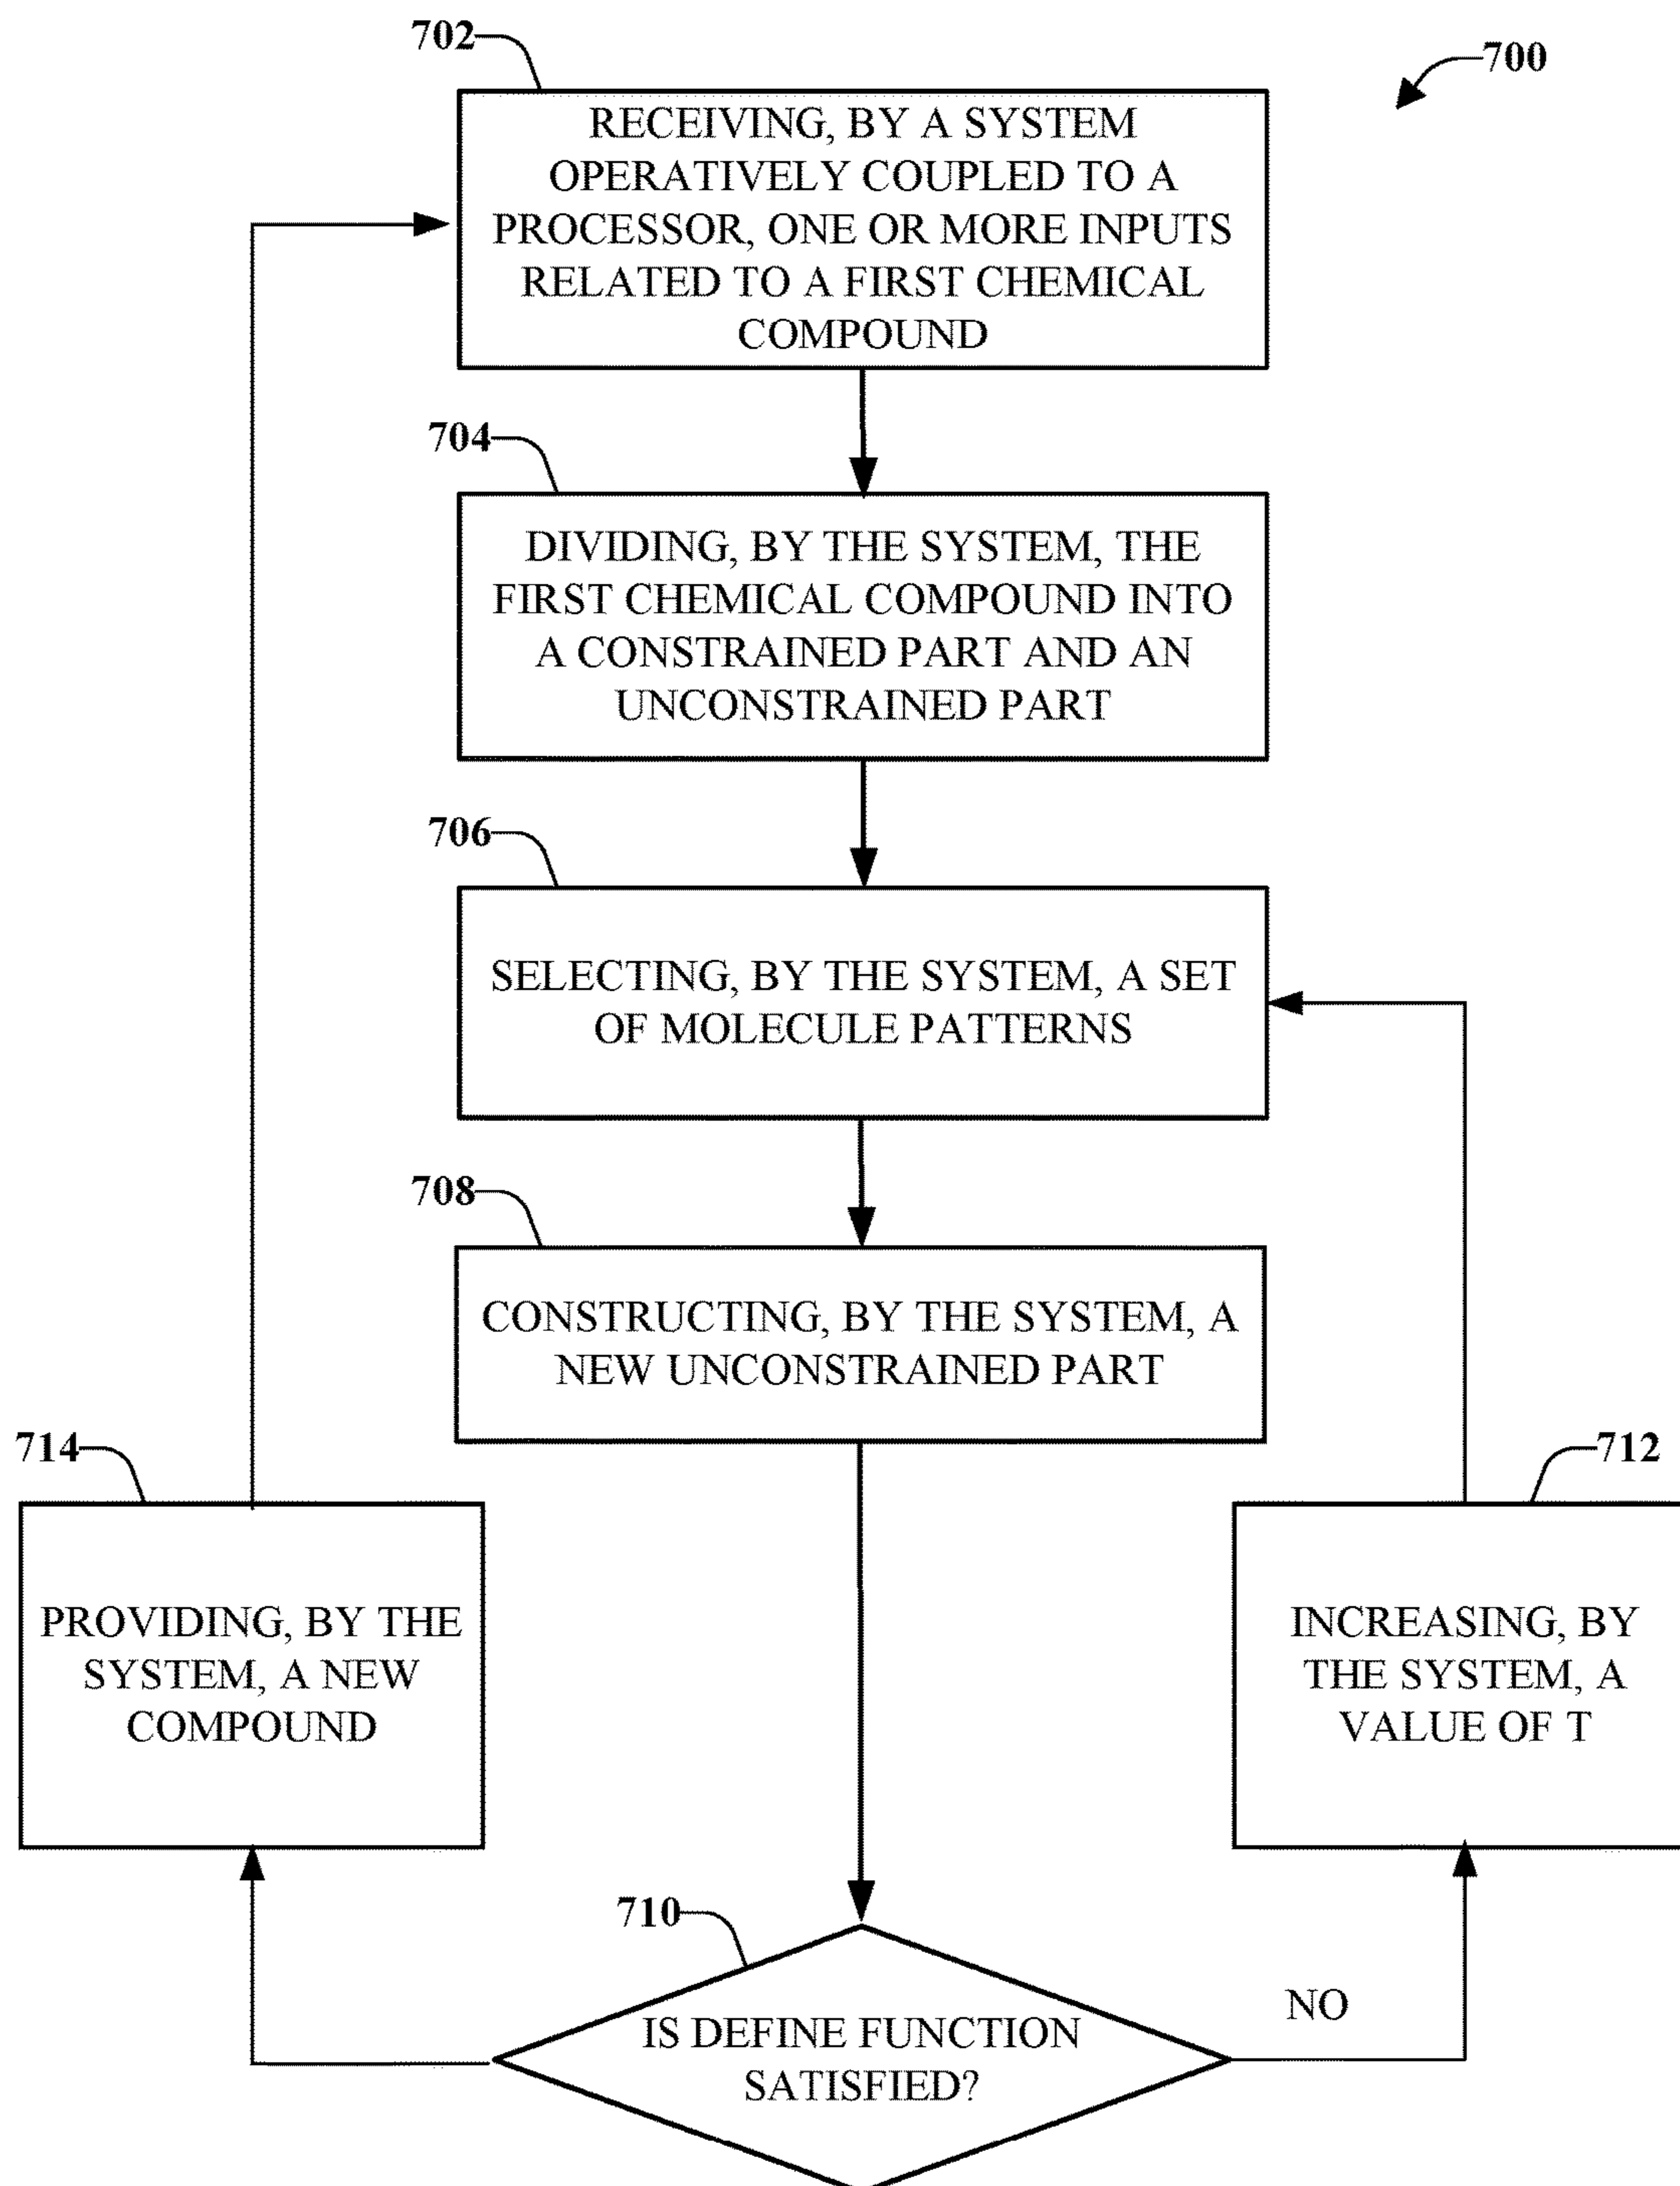 702
700
RECEIVING, BY A SYSTEM
OPERATIVELY COUPLED TO A
PROCESSOR, ONE OR MORE INPUTS
RELATED TO A FIRST CHEMICAL
COMPOUND
704
DIVIDING, BY THE SYSTEM, THE
FIRST CHEMICAL COMPOUND INTO
A CONSTRAINED PART AND AN
UNCONSTRAINED PART
706
SELECTING, BY THE SYSTEM, A SET
OF MOLECULE PATTERNS
708
CONSTRUCTING, BY THE SYSTEM, A
NEW UNCONSTRAINED PART
714
PROVIDING, BY THE
SYSTEM, A NEW
COMPOUND
712
INCREASING, BY
THE SYSTEM, A
VALUE OF T
710
IS DEFINE FUNCTION
SATISFIED?
NO